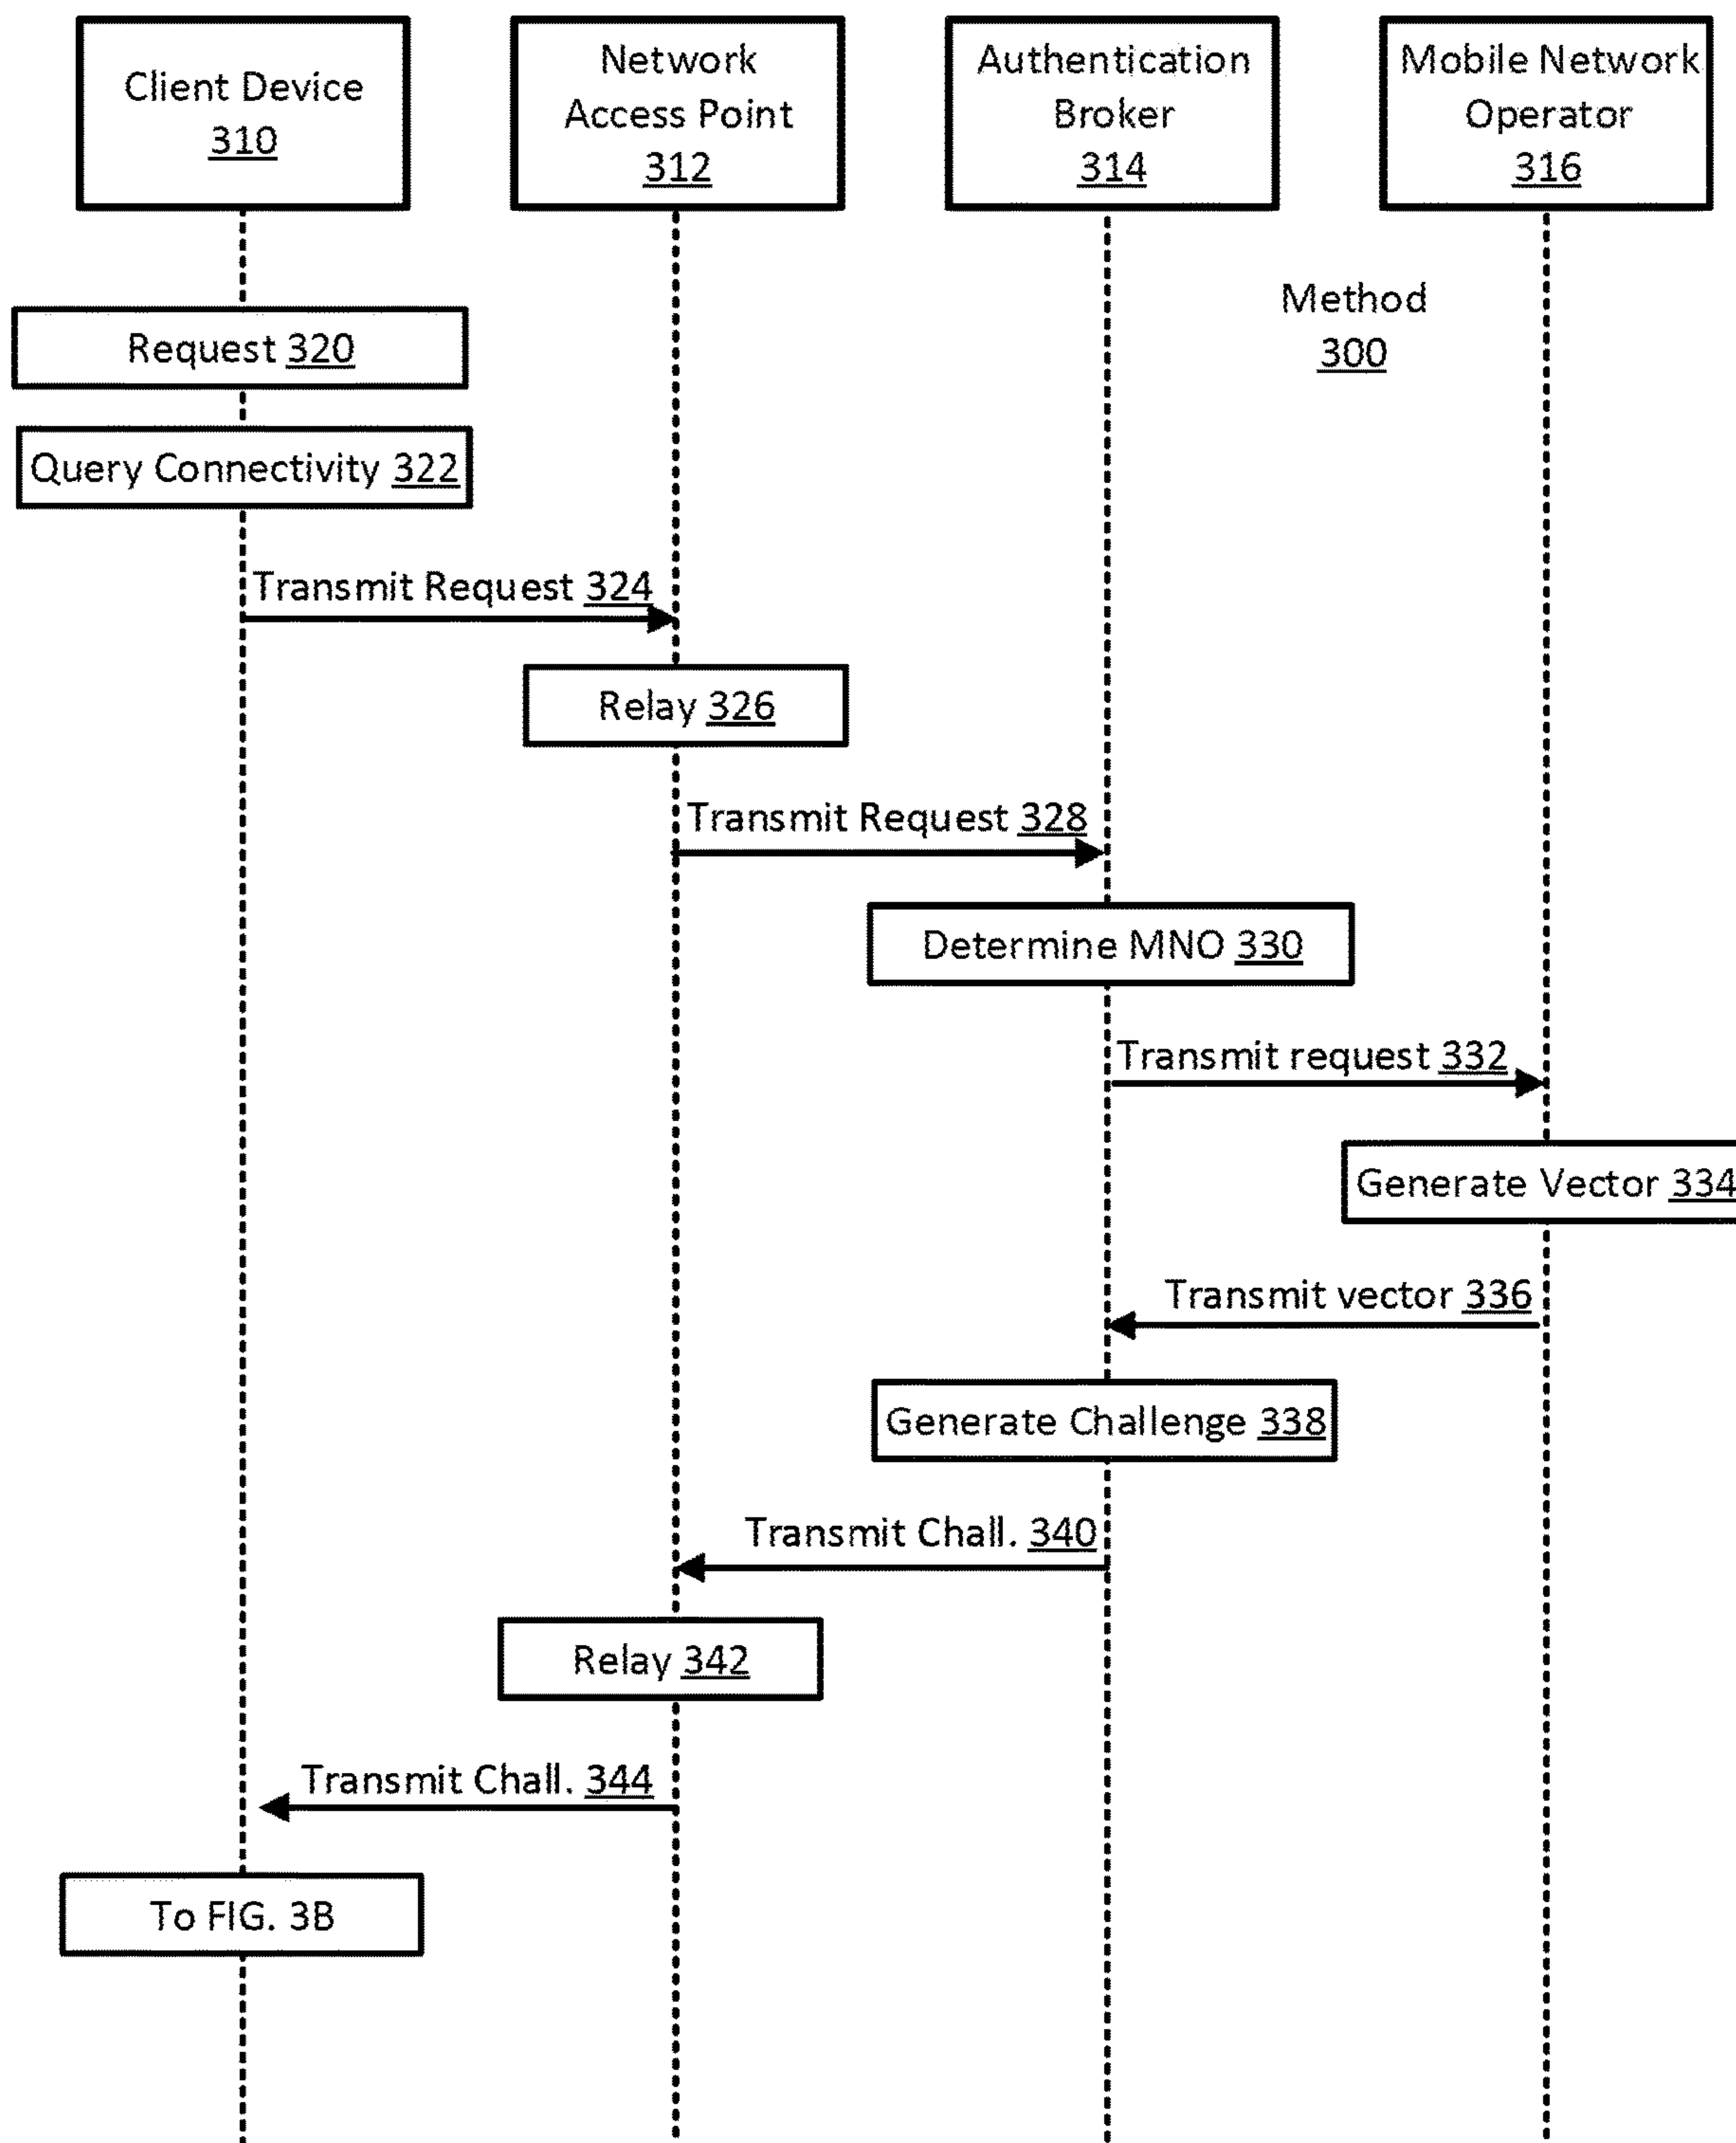 Client Device
310
Network
Access Point
312
Authentication
Broker
314
Mobile Network
Operator
316
Method
300
Request 320
Query Connectivity 322
Transmit Request 324
Relay 326
Transmit Request 328
Determine MNO 330
Transmit request 332
Generate Vector 334
Transmit vector 336
Generate Challenge 338
Transmit Chall. 340
Relay 342
Transmit Chall. 344
To FIG. 3B